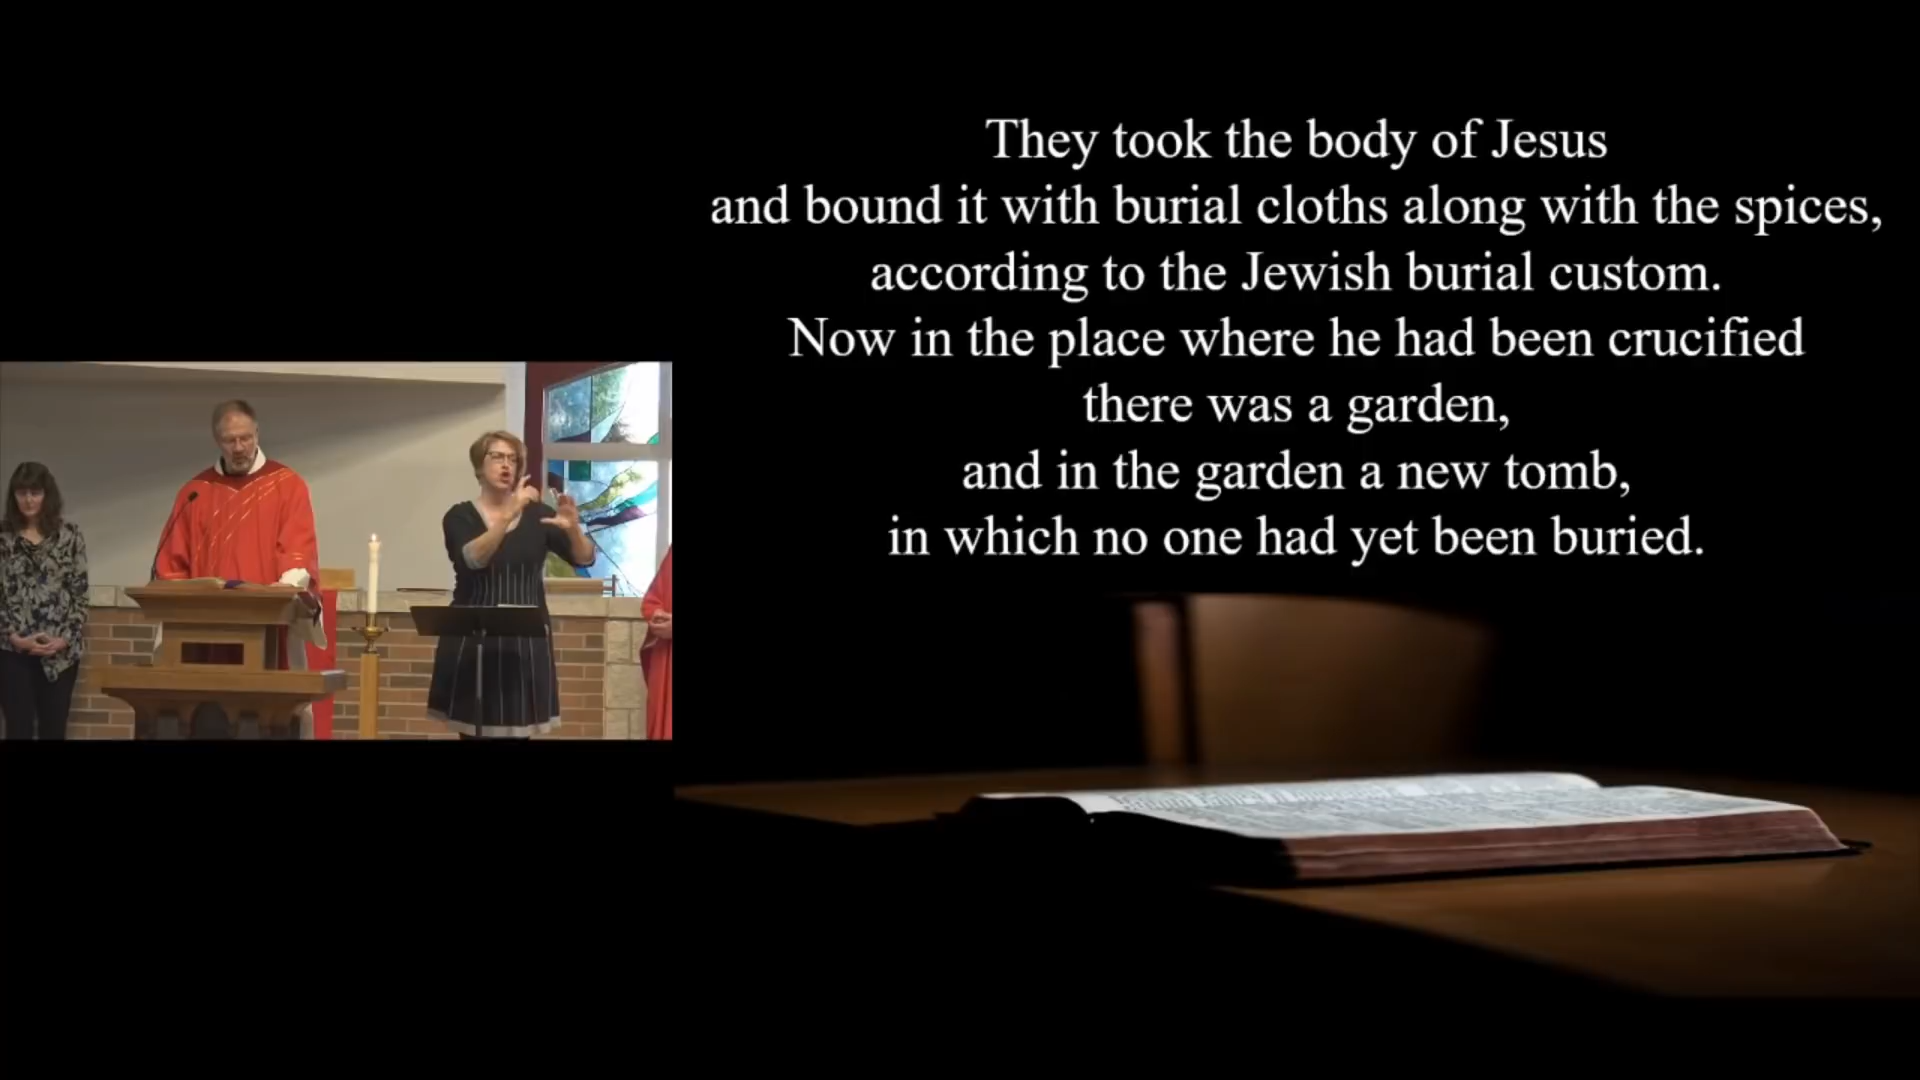 They took the body of Jesus
and bound it with burial cloths along with the spices,
according to the Jewish burial custom.
Now in the place where he had been crucified
there was a garden,
and in the garden a new tomb,
in which no one had yet been buried.